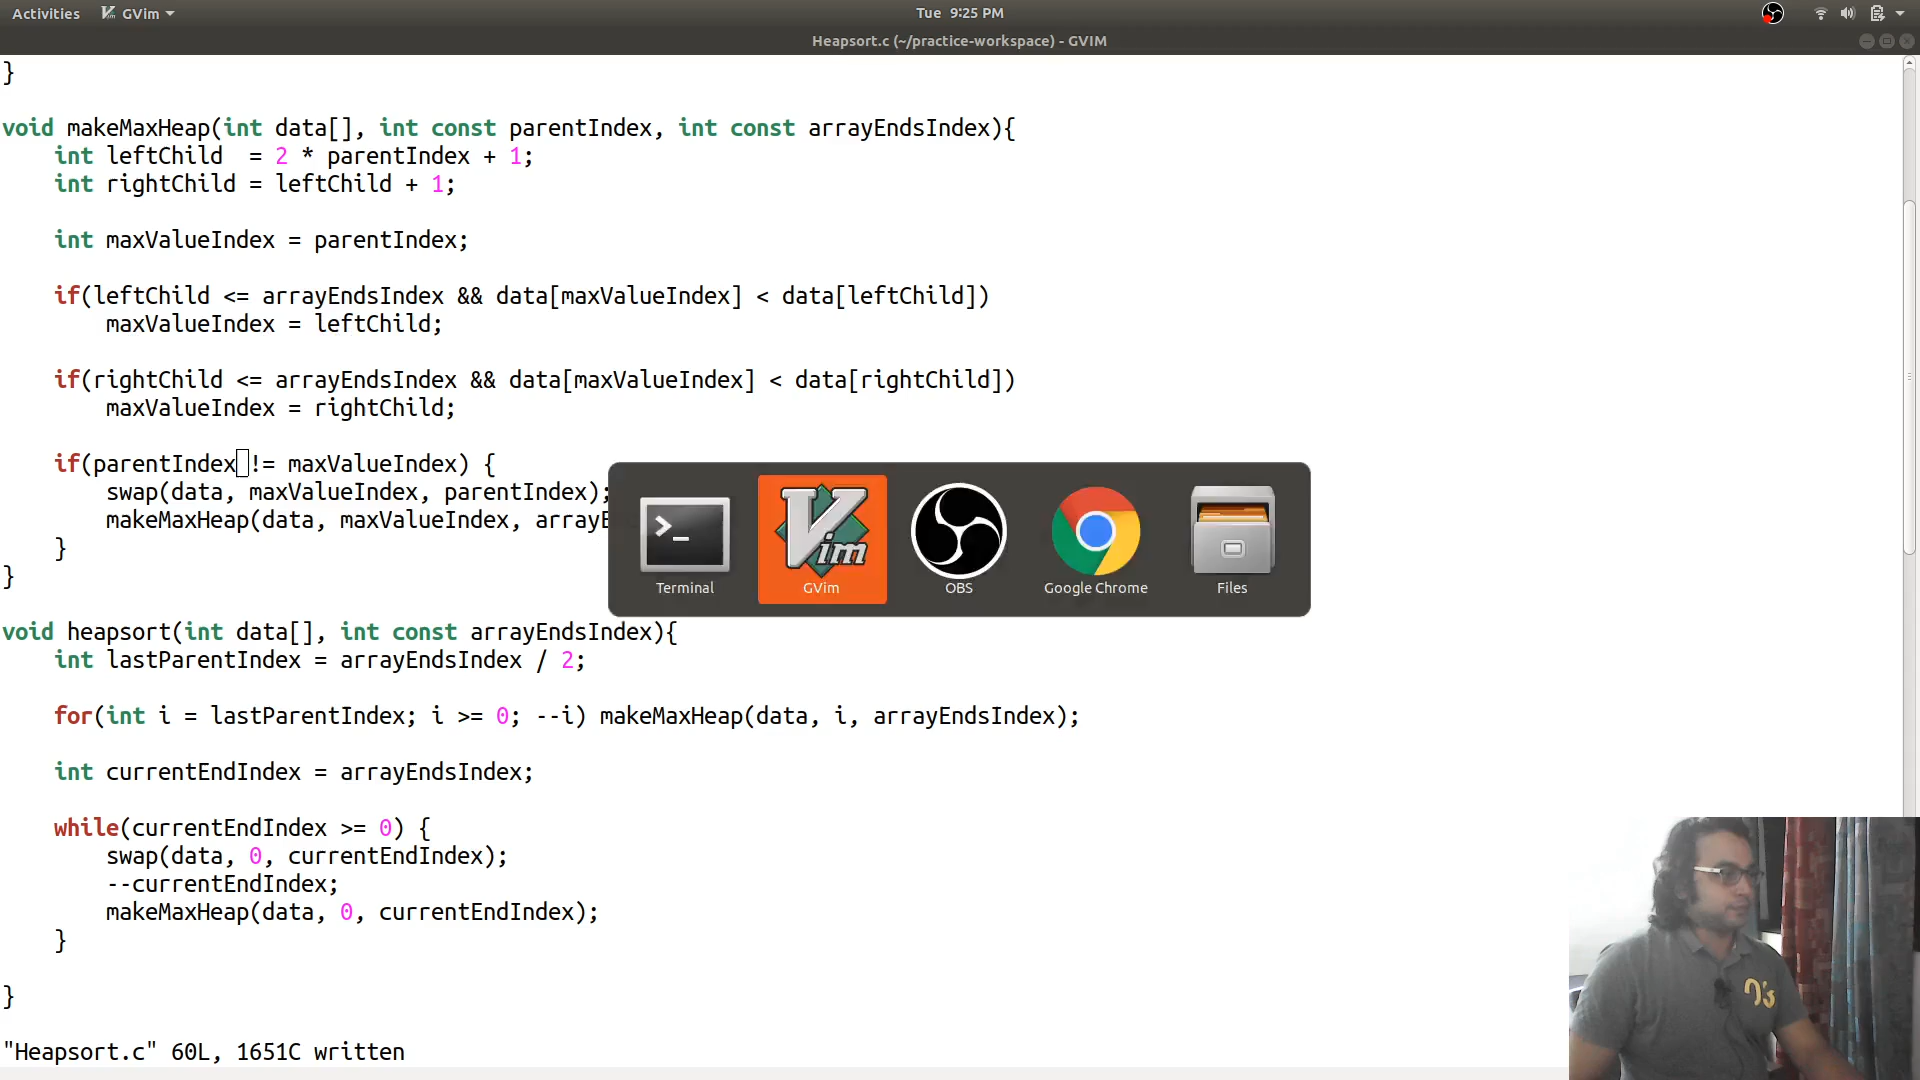 Activities GVim Tue 9:25 PM
Heapsort.c (~/practice-workspace) - GVIM
}
void makeMaxHeap(int data[], int const parentIndex, int const arrayEndsIndex){
int leftChild = 2 * parentIndex + 1;
int rightChild = leftChild + 1;
int maxValueIndex = parentIndex;
if(leftChild <= arrayEndsIndex && data[maxValueIndex] < data[leftChild])
maxValueIndex = leftChild;
if(rightChild <= arrayEndsIndex && data[maxValueIndex] < data[rightChild])
maxValueIndex = rightChild;
if(parentIndex != maxValueIndex) {
swap(data, maxValueIndex, parentIndex);
makeMaxHeap(data, maxValueIndex, arrayE
}
}
Vim
Terminal GVim OBS Google Chrome Files
void heapsort(int data[], int const arrayEndsIndex){
int lastParentIndex = arrayEndsIndex / 2;
for(int i = lastParentIndex; i >= 0; --i) makeMaxHeap(data, i, arrayEndsIndex);
int currentEndIndex = arrayEndsIndex;
while(currentEndIndex >= 0) {
swap(data, 0, currentEndIndex);
--currentEndIndex;
makeMaxHeap(data, 0, currentEndIndex);
}
}
"Heapsort.c" 60L, 1651C written